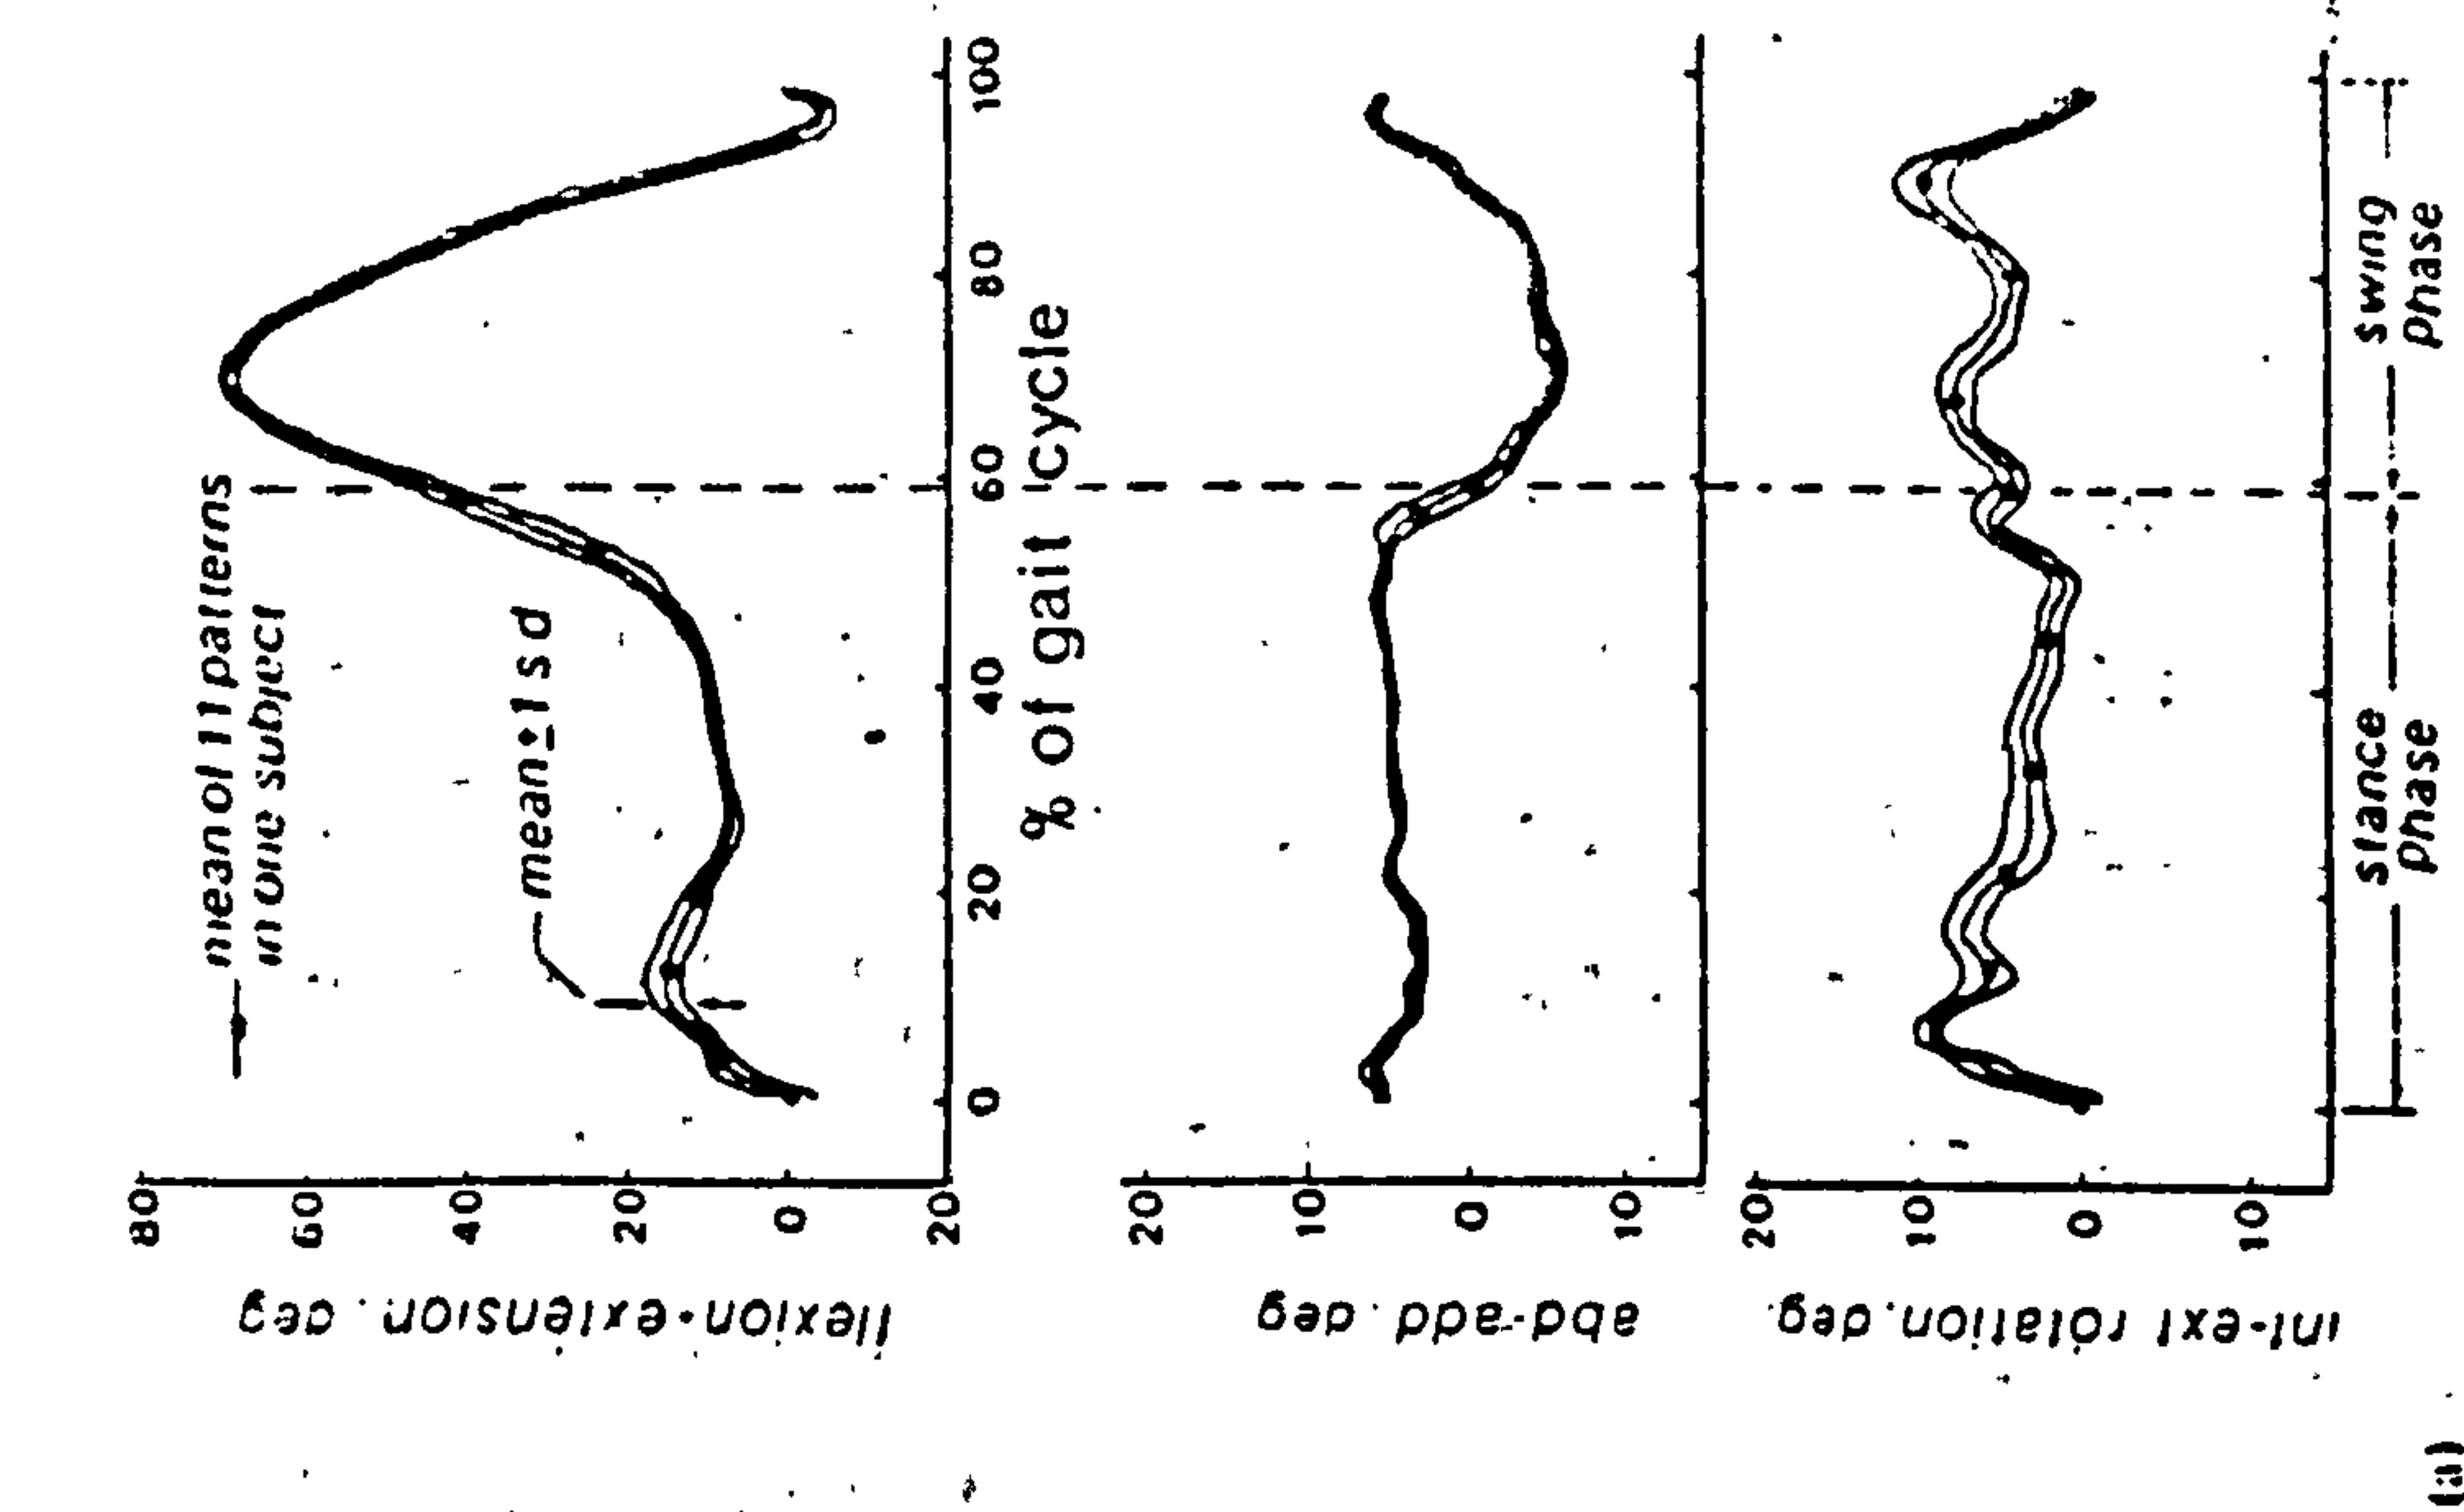 mean of 11 patterns
in one subject
mean ± 1 s d
flexion-extension. deg
80
60
40
20
0
20
0
20
40
60
80
100
% of gait cycle
abd-add. deg
20
10
0
10
int-ext rotation. deg.
20
10
0
10
stance
phase
swing
phase